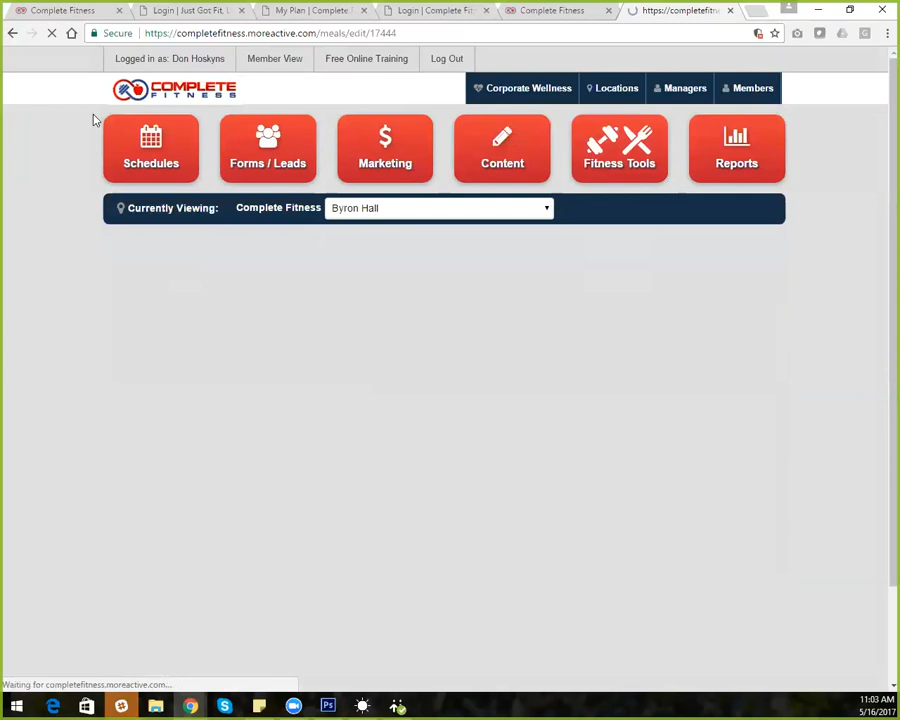 Complete Fitness
Login | Just Got Fit, L
My Plan | Complete
Login | Complete Fit
Complete Fitness
https://completefitn
Secure
https://completefitness.moreactive.com/meals/edit/17444
Logged in as: Don Hoskyns
Member View
Free Online Training
Log Out
COMPLETE
FITNESS
Corporate Wellness
Locations
Managers
Members
Schedules
Forms / Leads
Marketing
Content
Fitness Tools
Reports
Currently Viewing:
Complete Fitness
Byron Hall
Waiting for completefitness.moreactive.com...
Ps
11:03 AM
5/16/2017